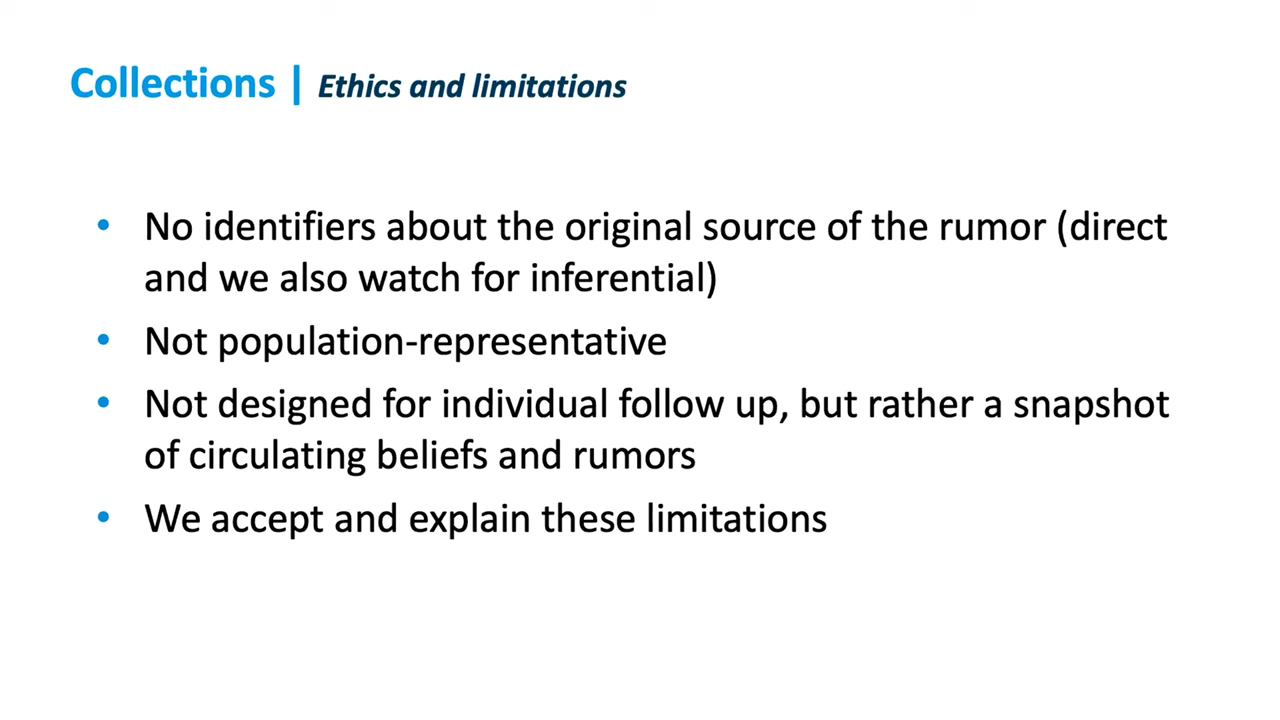 Collections | Ethics and limitations
• No identifiers about the original source of the rumor (direct
and we also watch for inferential)
• Not population-representative
• Not designed for individual follow up, but rather a snapshot
of circulating beliefs and rumors
• We accept and explain these limitations